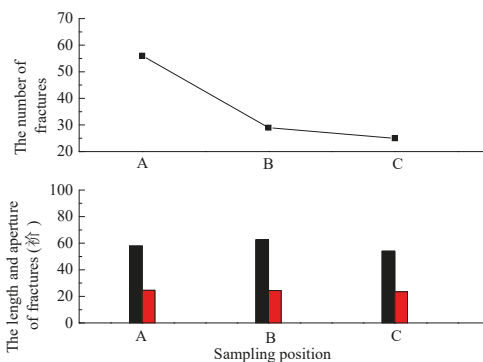 The number of
fractures
70
60
50
40
30
20
A
B
C
The length and aperture
of fractures (裃)
100
80
60
40
20
0
A
B
C
Sampling position